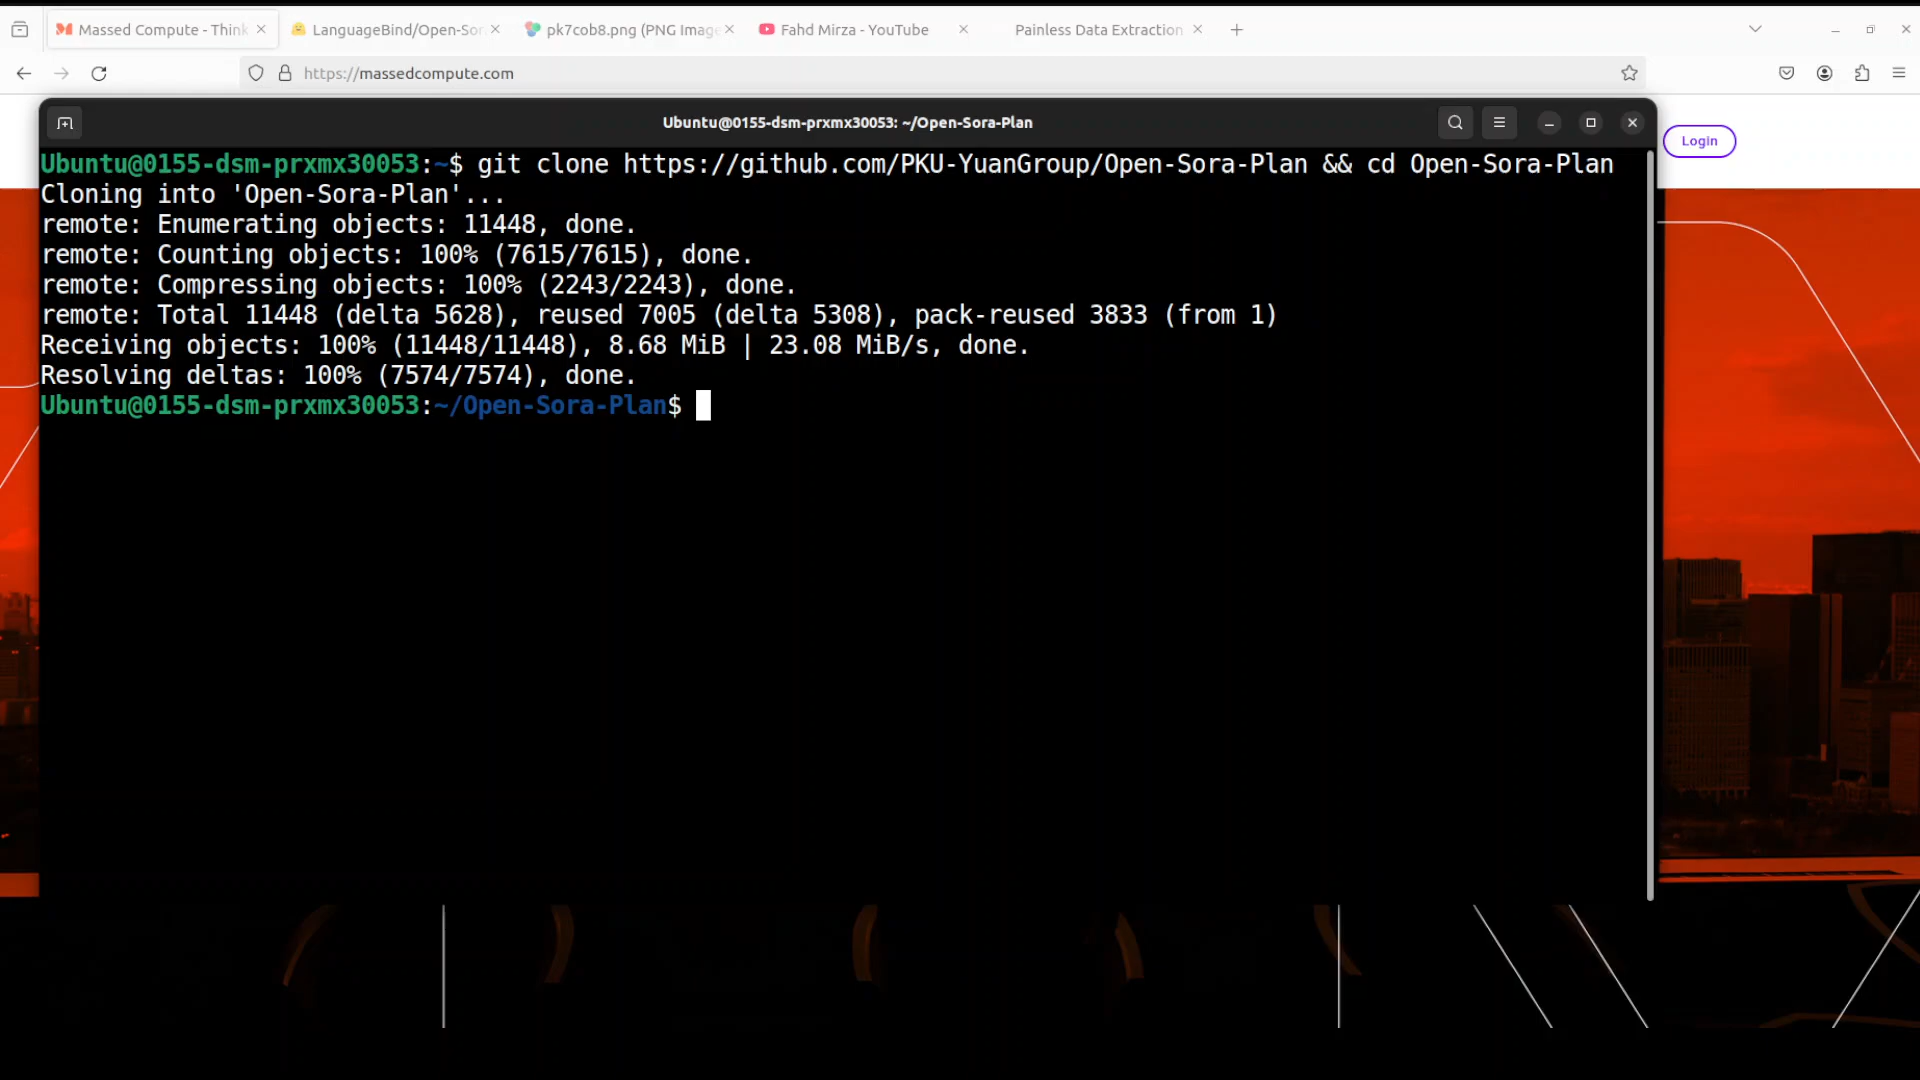 Massed Compute - Think
LanguageBind/Open-Sor
pk7cob8.png (PNG Image
Fahd Mirza - YouTube
Painless Data Extraction
https://massedcompute.com
Ubuntu@0155-dsm-prxmx30053: ~/Open-Sora-Plan
Login
Ubuntu@0155-dsm-prxmx30053:~$ git clone https://github.com/PKU-YuanGroup/Open-Sora-Plan && cd Open-Sora-Plan
Cloning into 'Open-Sora-Plan'...
remote: Enumerating objects: 11448, done.
remote: Counting objects: 100% (7615/7615), done.
remote: Compressing objects: 100% (2243/2243), done.
remote: Total 11448 (delta 5628), reused 7005 (delta 5308), pack-reused 3833 (from 1)
Receiving objects: 100% (11448/11448), 8.68 MiB | 23.08 MiB/s, done.
Resolving deltas: 100% (7574/7574), done.
Ubuntu@0155-dsm-prxmx30053:~/Open-Sora-Plan$